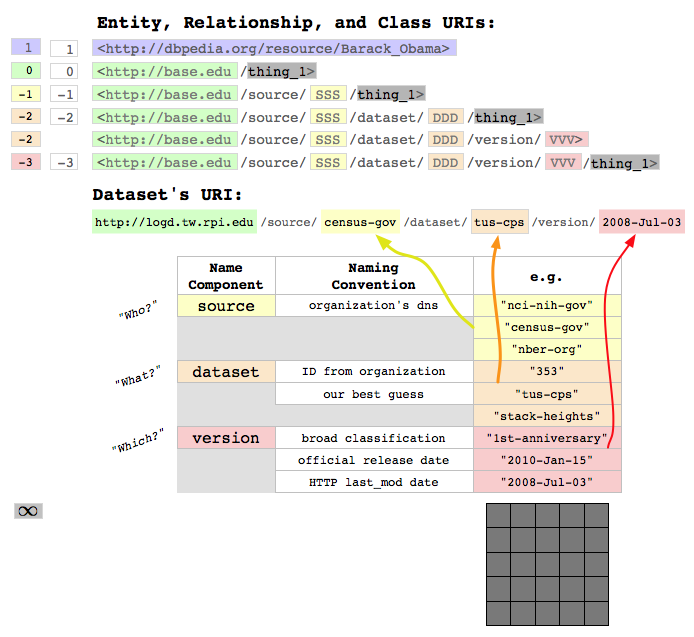 Entity, Relationship, and Class URIs:
1 1 <http://dbpedia.org/resource/Barack_Obama>
0 0 <http://base.edu /thing_1>
-1 -1 <http://base.edu /source/ SSS /thing_1>
-2 -2 <http://base.edu /source/ SSS /dataset/ DDD /thing_1>
-2 <http://base.edu /source/ SSS /dataset/ DDD /version/ VVV>
-3 -3 <http://base.edu /source/ SSS /dataset/ DDD /version/ VVV /thing_1>
Dataset's URI:
http://logd.tw.rpi.edu /source/ census-gov /dataset/ tus-cps /version/ 2008-Jul-03
Name Component
Naming Convention
e.g.
"Who?" source organization's dns "nci-nih-gov"
"census-gov"
"nber-org"
"What?" dataset ID from organization "353"
our best guess "tus-cps"
"stack-heights"
"Which?" version broad classification "1st-anniversary"
official release date "2010-Jan-15"
HTTP last_mod date "2008-Jul-03"
∞